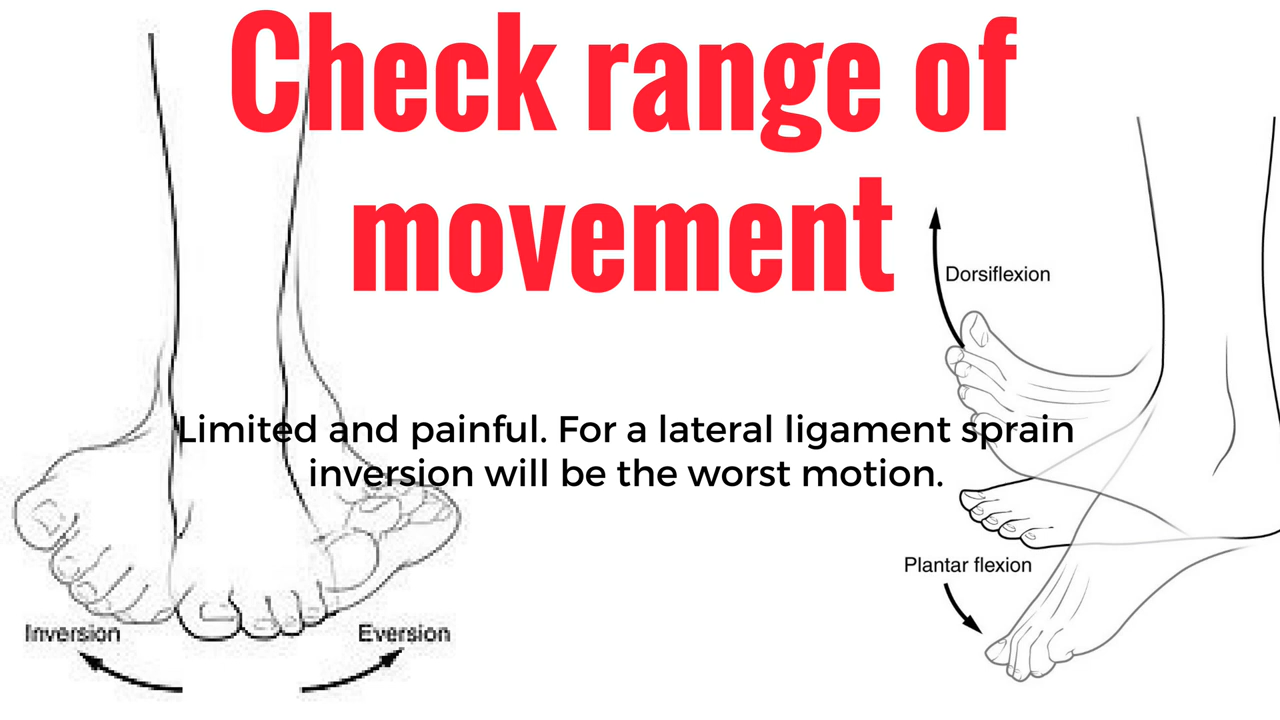 Check range of
movement
Dorsiflexion
Limited and painful. For a lateral ligament sprain
inversion will be the worst motion.
Plantar flexion
Inversion
Eversion